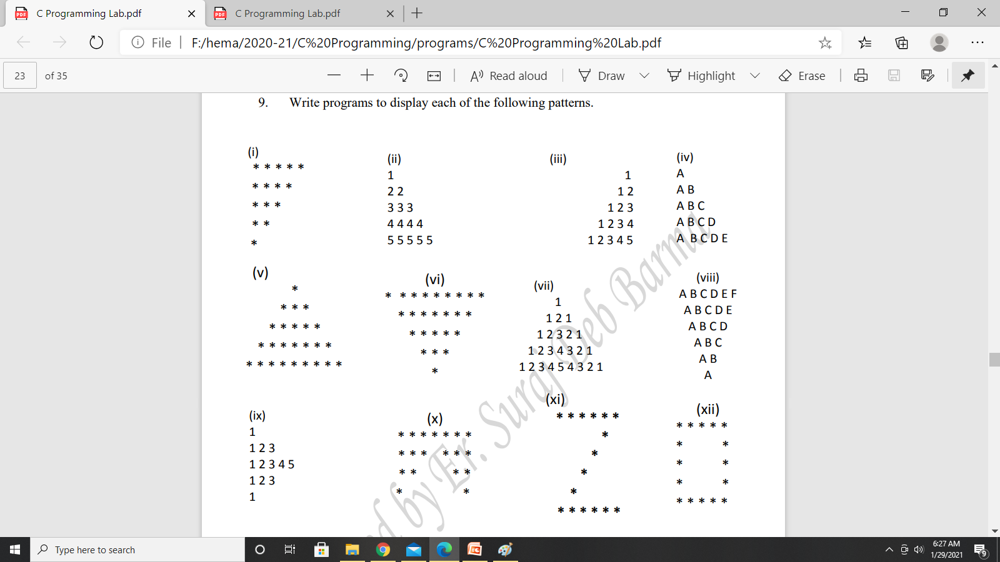 C Programming Lab.pdf
C Programming Lab.pdf
File
F:/hema/2020-21/C%20Programming/programs/C%20Programming%20Lab.pdf
23 of 35
Read aloud
Draw
Highlight
Erase
9. Write programs to display each of the following patterns.
(i)
* * * * *
* * * *
* * *
* *
*
(ii)
1
2 2
3 3 3
4 4 4 4
5 5 5 5 5
(iii)
1
1 2
1 2 3
1 2 3 4
1 2 3 4 5
(iv)
A
A B
A B C
A B C D
A B C D E
(v)
*
* * *
* * * * *
* * * * * * *
* * * * * * * * *
(vi)
* * * * * * * * *
* * * * * * *
* * * * *
* * *
*
(vii)
1
1 2 1
1 2 3 2 1
1 2 3 4 3 2 1
1 2 3 4 5 4 3 2 1
(viii)
A B C D E F
A B C D E
A B C D
A B C
A B
A
(ix)
1
1 2 3
1 2 3 4 5
1 2 3
1
(x)
* * * * * * *
* * * * * *
* * * *
* *
(xi)
* * * * * *
*
*
*
*
* * * * * *
(xii)
* * * * *
* *
* *
* *
* * * * *
by Er. Suraj Deb Barma
Type here to search
6:27 AM
1/29/2021
9